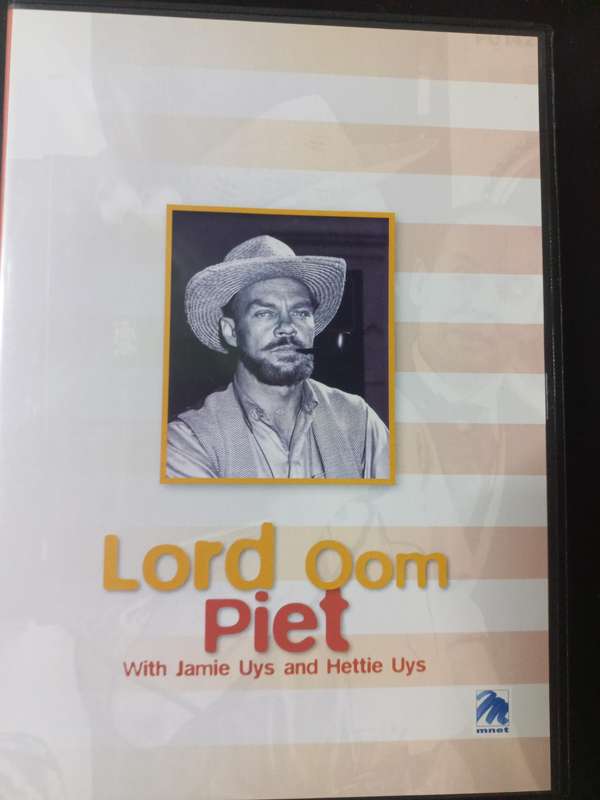 Lord Oom
Piet
With Jamie Uys and Hettie Uys
mnet